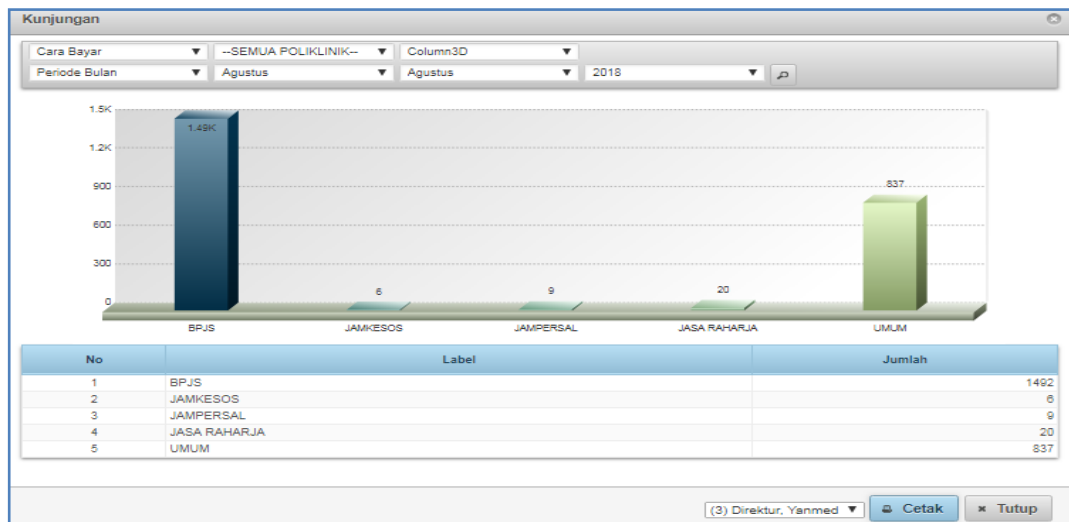 Kunjungan
Cara Bayar --SEMUA POLIKLINIK-- Column3D
Periode Bulan Agustus Agustus 2018
1.5K
1.2K
900
600
300
0
1.49K
6
9
20
837
BPJS JAMKESOS JAMPERSAL JASA RAHARJA UMUM
No Label Jumlah
1 BPJS 1492
2 JAMKESOS 6
3 JAMPERSAL 9
4 JASA RAHARJA 20
5 UMUM 837
(3) Direktur, Yanmed Cetak Tutup